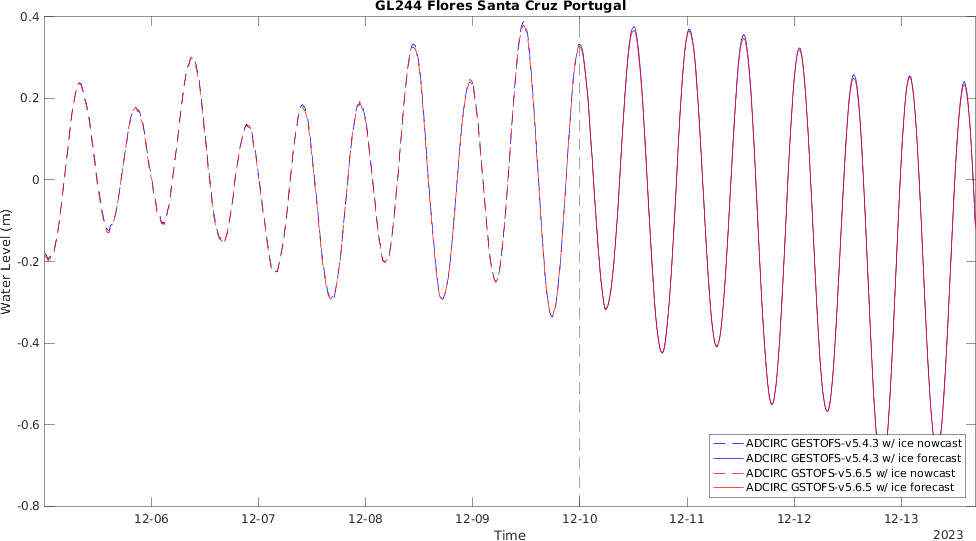 GL244 Flores Santa Cruz Portugal
0.4
0.2
0
-0.2
-0.4
-0.6
-0.8
Water Level (m)
ADCIRC GESTOFS-v5.4.3 w/ ice nowcast
ADCIRC GESTOFS-v5.4.3 w/ ice forecast
ADCIRC GSTOFS-v5.6.5 w/ ice nowcast
ADCIRC GSTOFS-v5.6.5 w/ ice forecast
12-06 12-07 12-08 12-09 12-10 12-11 12-12 12-13
Time
2023